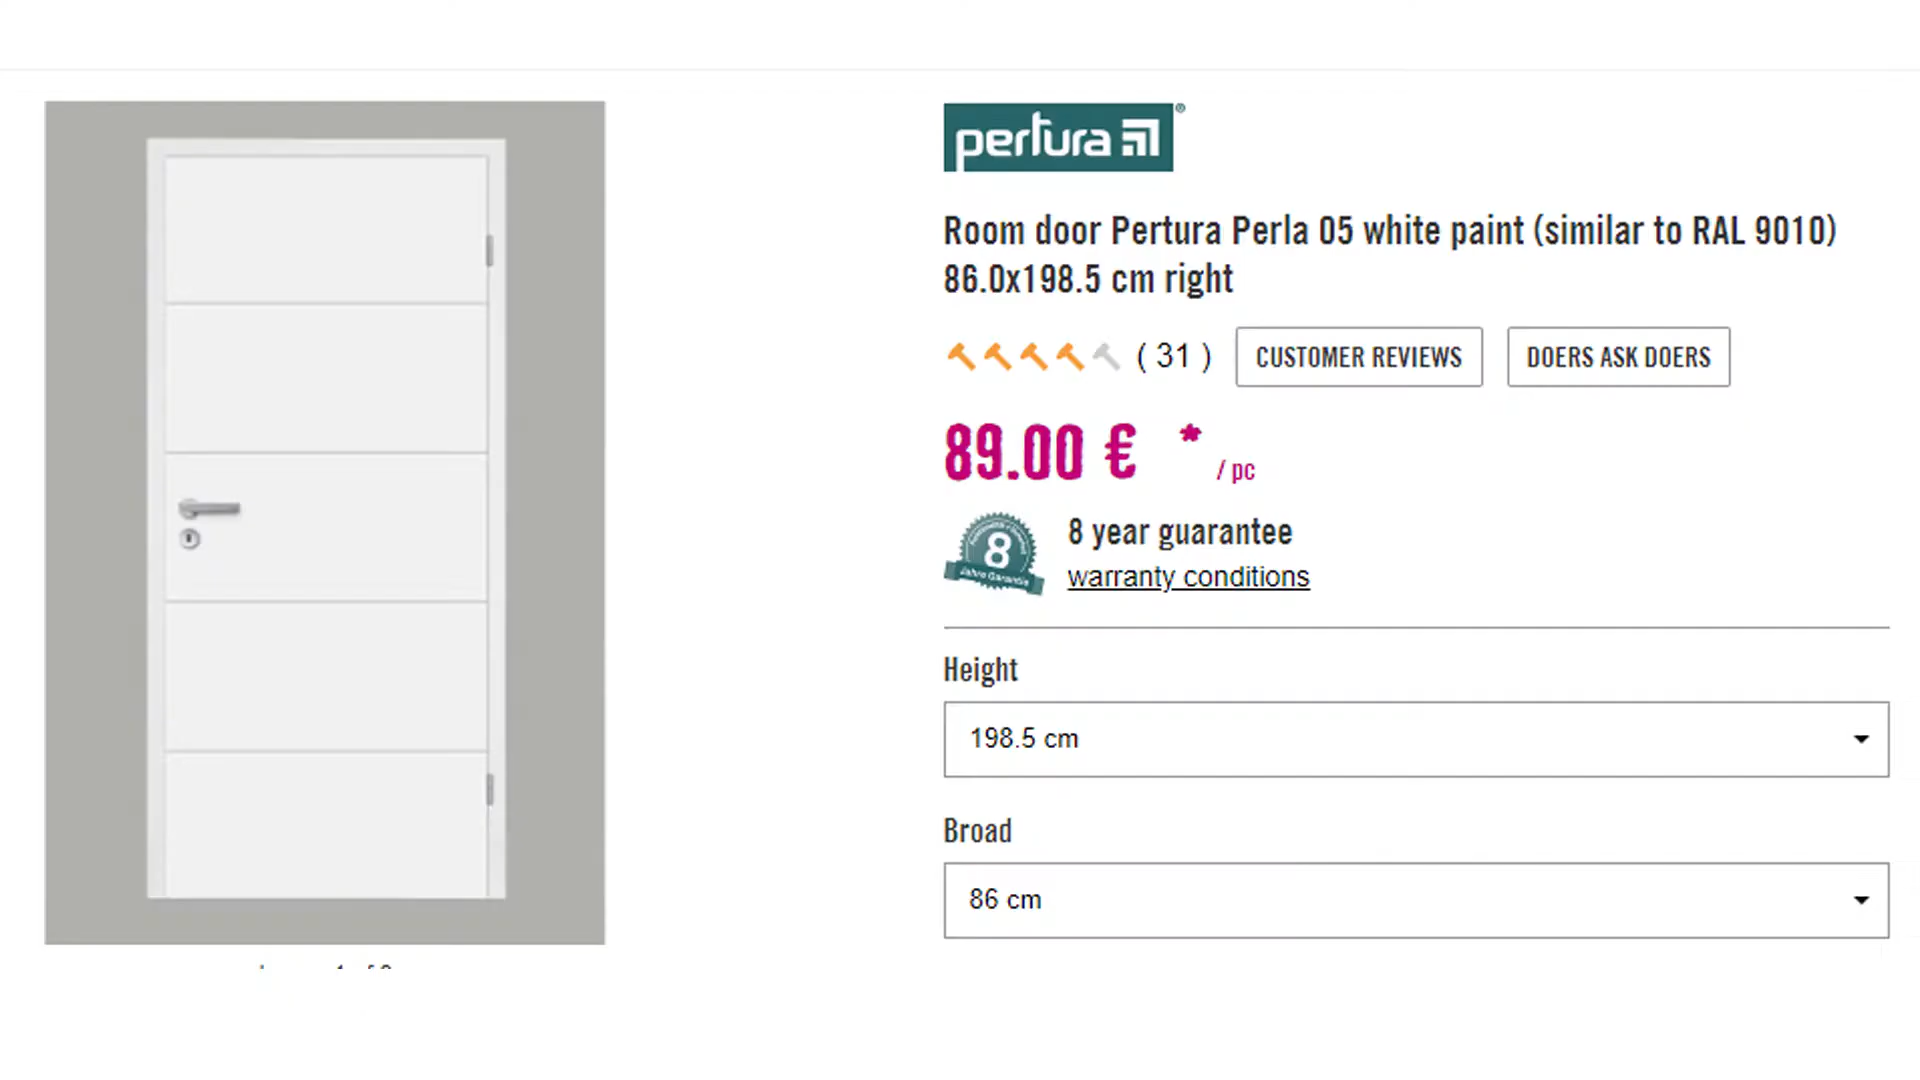 pertura ®
Room door Pertura Perla 05 white paint (similar to RAL 9010)
86.0x198.5 cm right
( 31 ) CUSTOMER REVIEWS DOERS ASK DOERS
89.00 € * / pc
8 year guarantee
8
Jahre Garantie
warranty conditions
Height
198.5 cm
Broad
86 cm